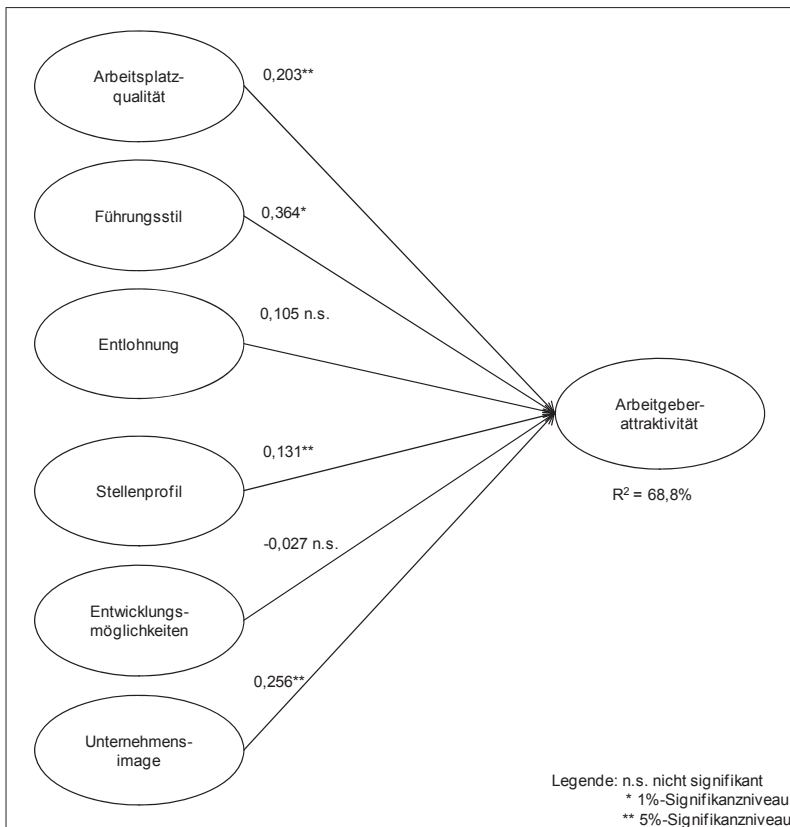 Arbeitsplatz-
qualität
0,203**
Führungsstil
0,364*
Entlohnung
0,105 n.s.
Stellenprofil
0,131**
Entwicklungs-
möglichkeiten
-0,027 n.s.
Unternehmens-
image
0,256**
Arbeitgeber-
attraktivität
R² = 68,8%
Legende: n.s. nicht signifikant
* 1%-Signifikanzniveau
** 5%-Signifikanzniveau